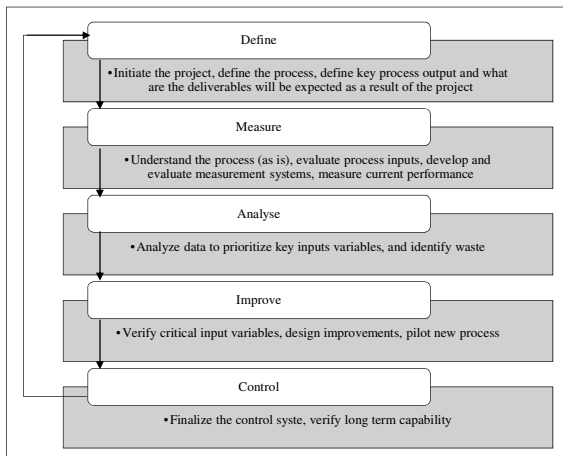 Define
•Initiate the project, define the process, define key process output and what
are the deliverables will be expected as a result of the project
Measure
•Understand the process (as is), evaluate process inputs, develop and
evaluate measurement systems, measure current performance
Analyse
•Analyze data to prioritize key inputs variables, and identify waste
Improve
•Verify critical input variables, design improvements, pilot new process
Control
•Finalize the control syste, verify long term capability